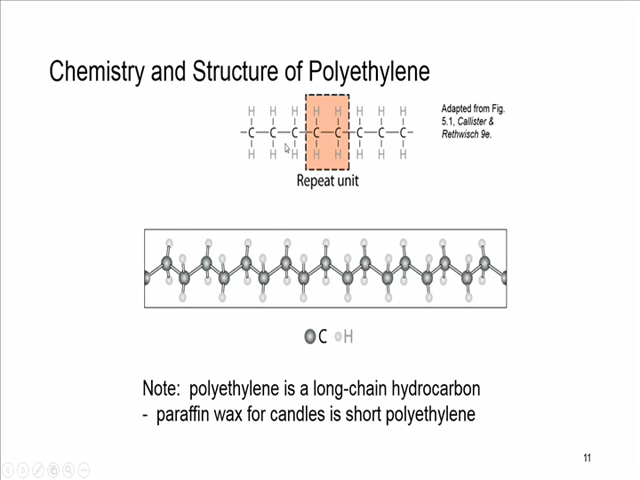 Chemistry and Structure of Polyethylene
Adapted from Fig.
5.1, Callister &
Rethwisch 9e.
H H H H H H H H
C C C C C C C C
H H H H H H H H
Repeat unit
C H
Note: polyethylene is a long-chain hydrocarbon
- paraffin wax for candles is short polyethylene
11